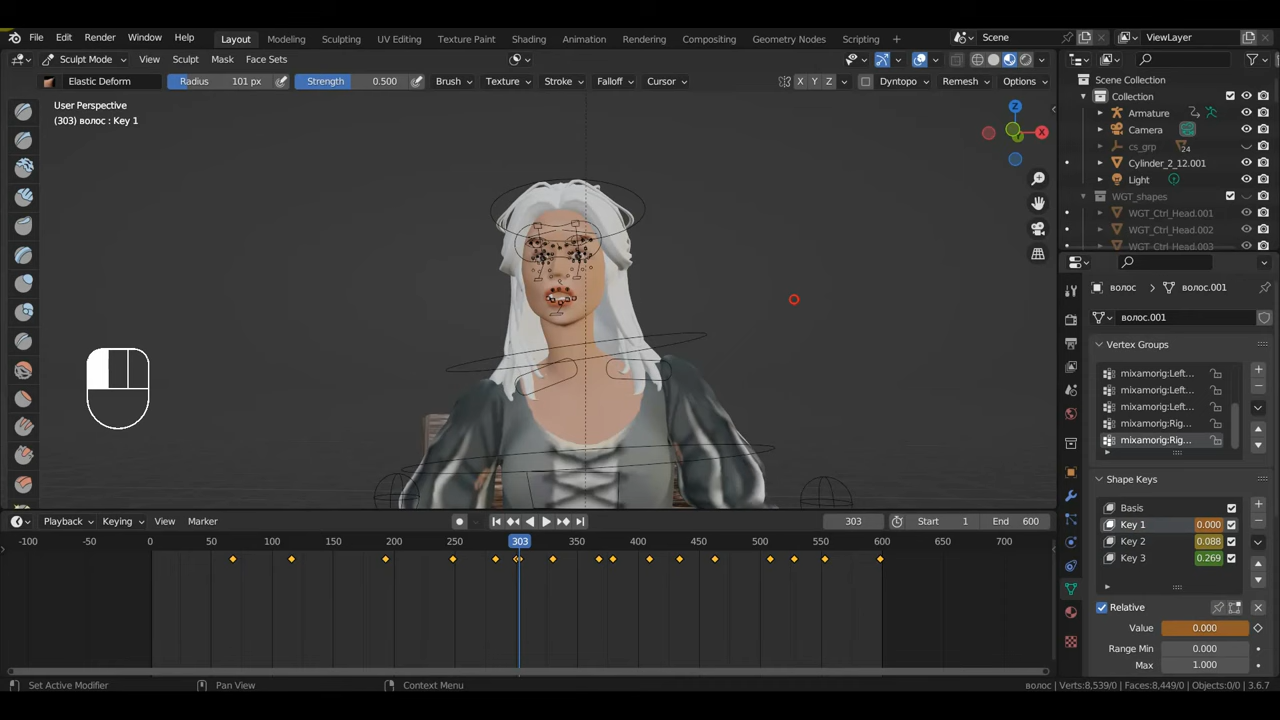 File Edit Render Window Help Layout Modeling Sculpting UV Editing Texture Paint Shading Animation Rendering Compositing Geometry Nodes Scripting Scene ViewLayer
Sculpt Mode View Sculpt Mask Face Sets
Elastic Deform Radius 101 px Strength 0.500 Brush Texture Stroke Falloff Cursor X Y Z Dyntopo Remesh Options
User Perspective
(303) волос : Key 1
Z
X
Y
Scene Collection
Collection
Armature
Camera
cs_grp 24
Cylinder_2_12.001
Light
WGT_shapes
WGT_Ctrl_Head.001
WGT_Ctrl_Head.002
WGT_Ctrl_Head.003
волос волос.001
волос.001
Vertex Groups
mixamorig:Left...
mixamorig:Left...
mixamorig:Left...
mixamorig:Rig...
mixamorig:Rig...
Shape Keys
Basis
Key 1 0.000
Key 2 0.088
Key 3 0.269
Relative
Value 0.000
Range Min 0.000
Max 1.000
Playback Keying View Marker 303 Start 1 End 600
-100 -50 0 50 100 150 200 250 303 350 400 450 500 550 600 650 700
Set Active Modifier Pan View Context Menu волос | Verts:8,539/0 | Faces:8,449/0 | Objects:0/0 | 3.6.7